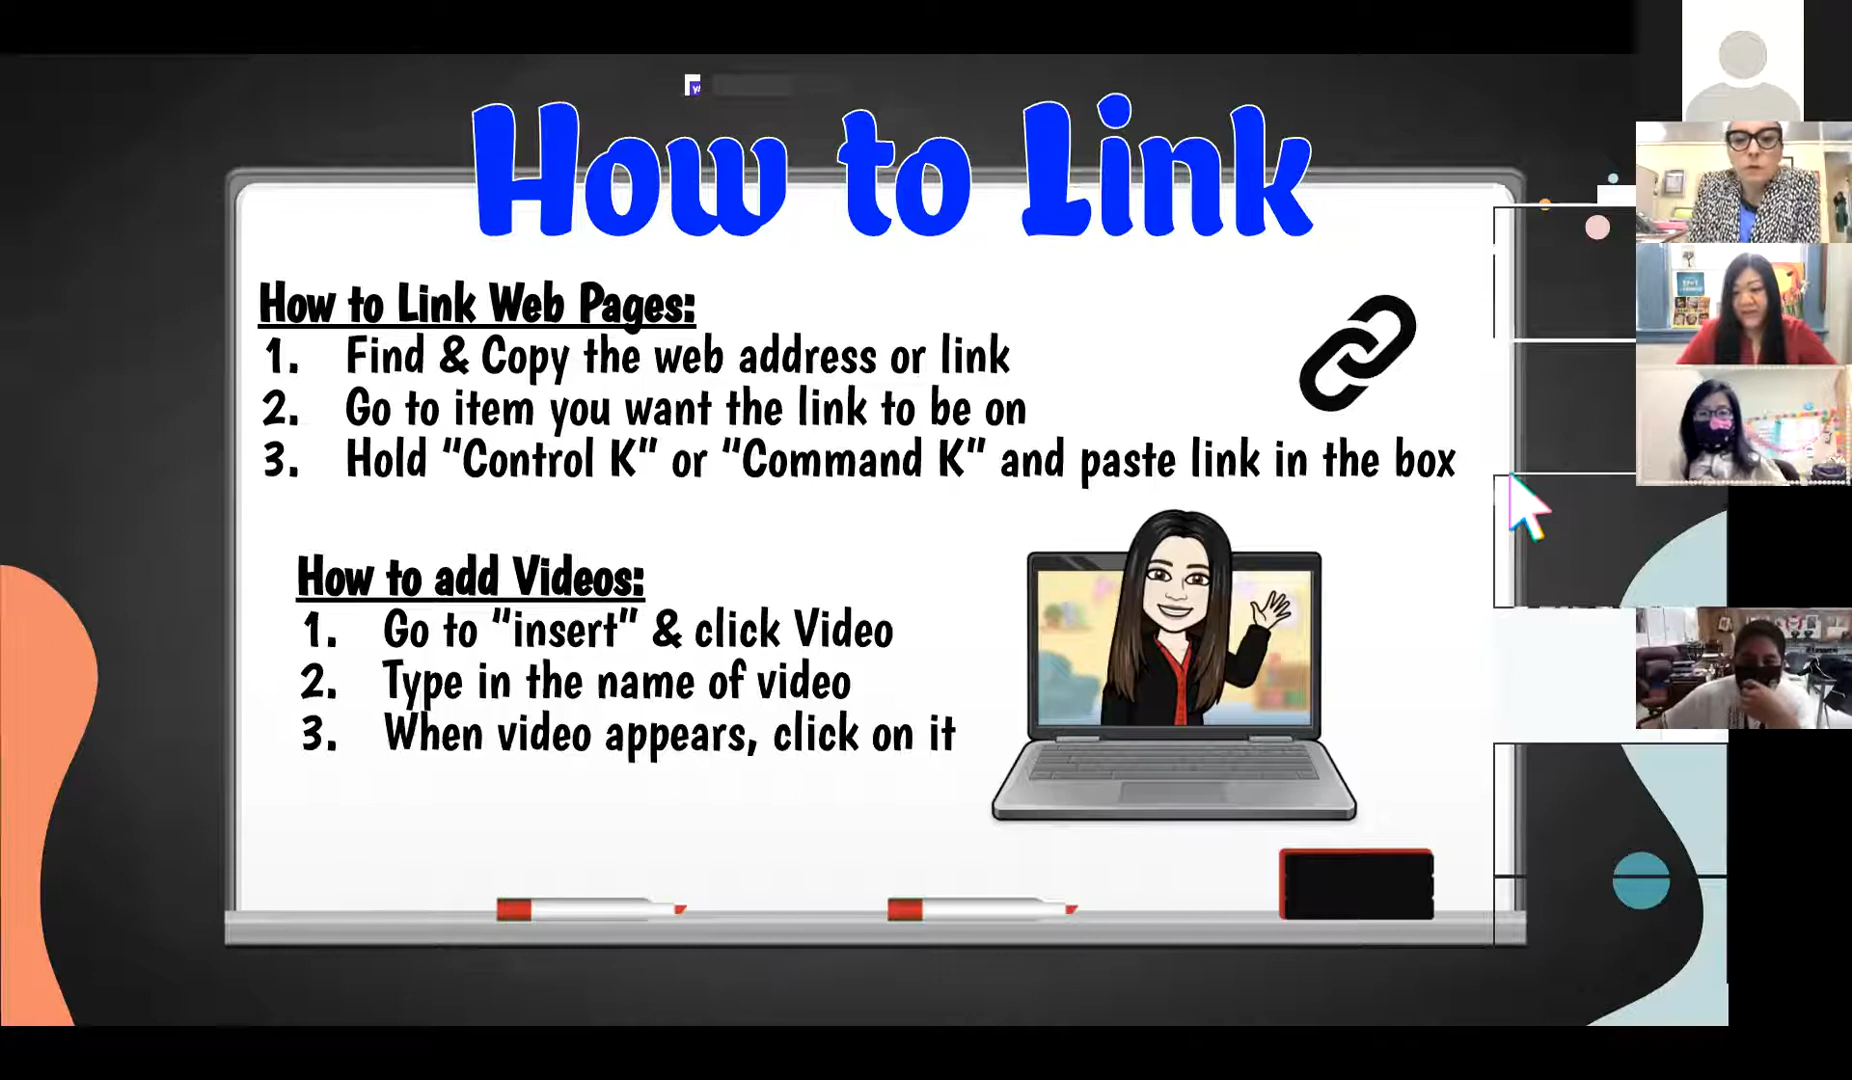 How to Link
How to Link Web Pages:
1. Find & Copy the web address or link
2. Go to item you want the link to be on
3. Hold “Control K” or “Command K” and paste link in the box
How to add Videos:
1. Go to “insert” & click Video
2. Type in the name of video
3. When video appears, click on it